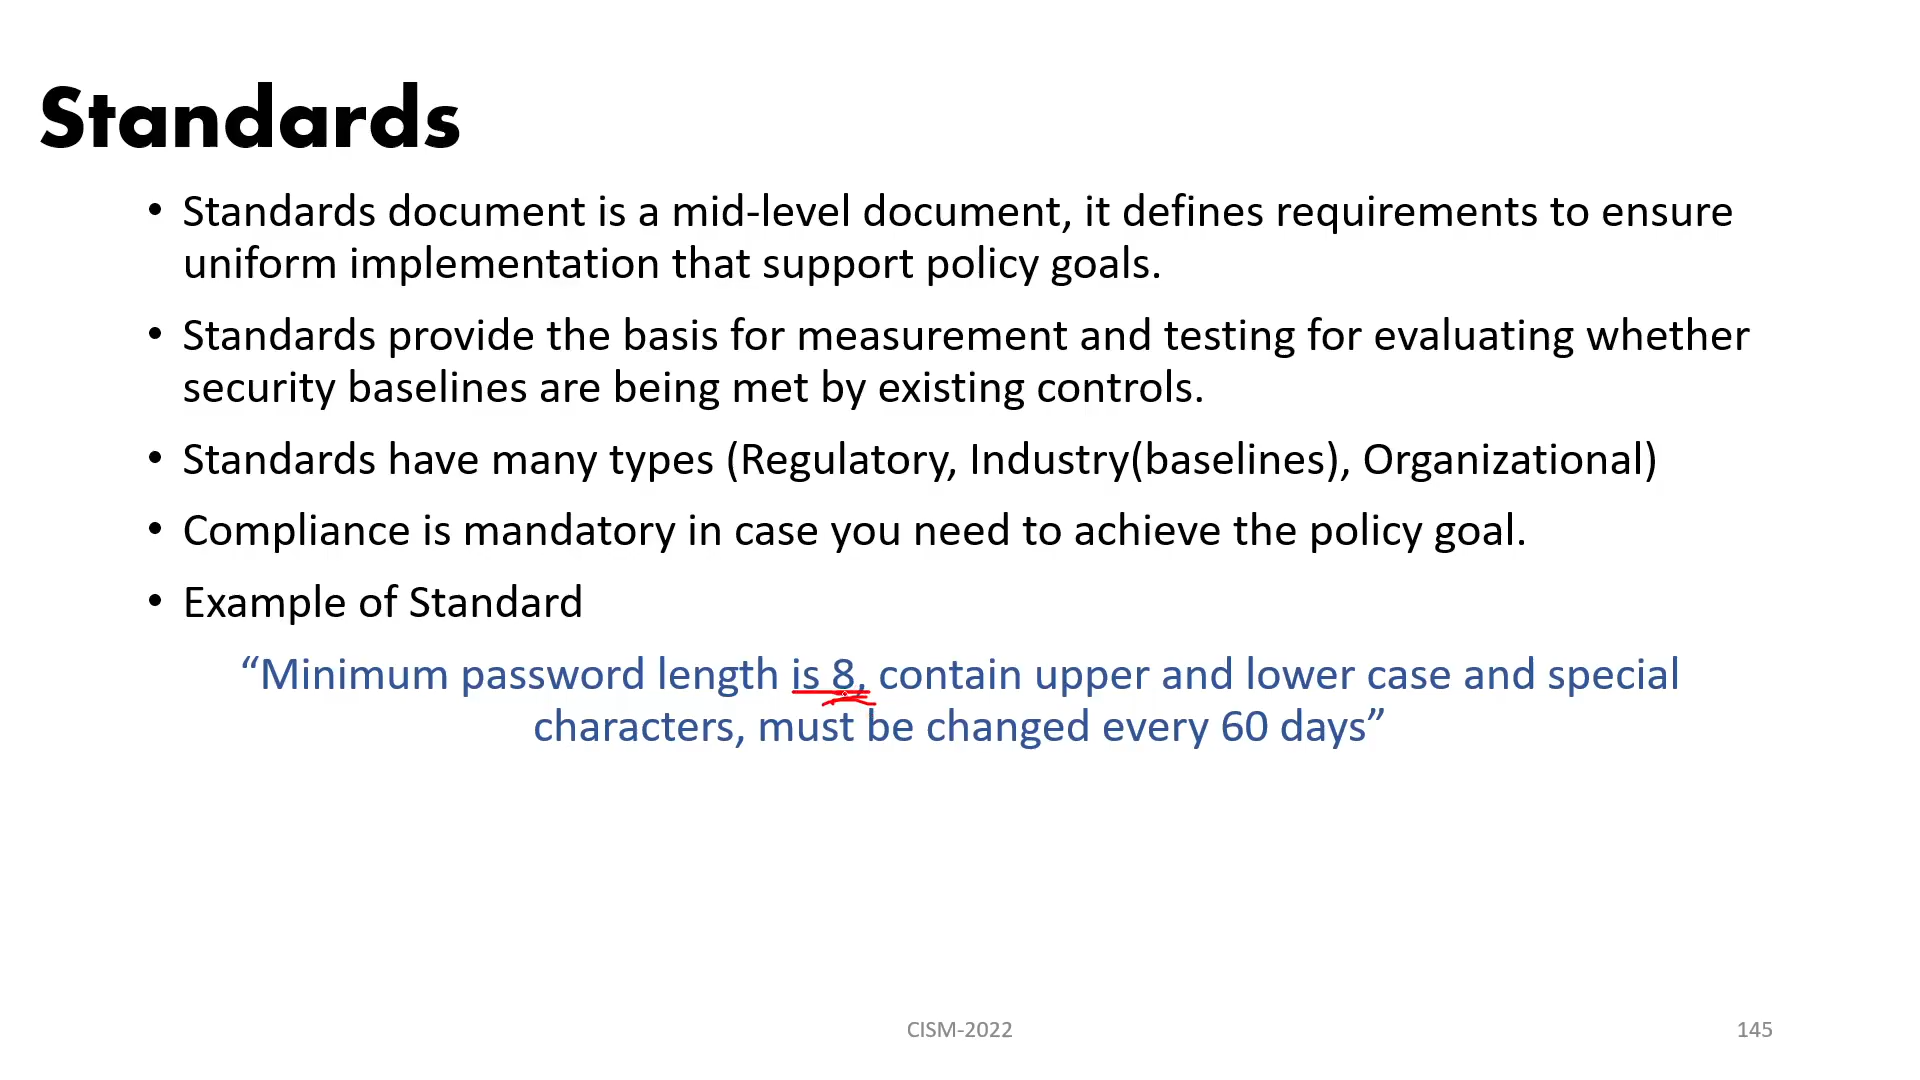 Standards
• Standards document is a mid-level document, it defines requirements to ensure
uniform implementation that support policy goals.
• Standards provide the basis for measurement and testing for evaluating whether
security baselines are being met by existing controls.
• Standards have many types (Regulatory, Industry(baselines), Organizational)
• Compliance is mandatory in case you need to achieve the policy goal.
• Example of Standard
“Minimum password length is 8, contain upper and lower case and special
characters, must be changed every 60 days”
CISM-2022
145